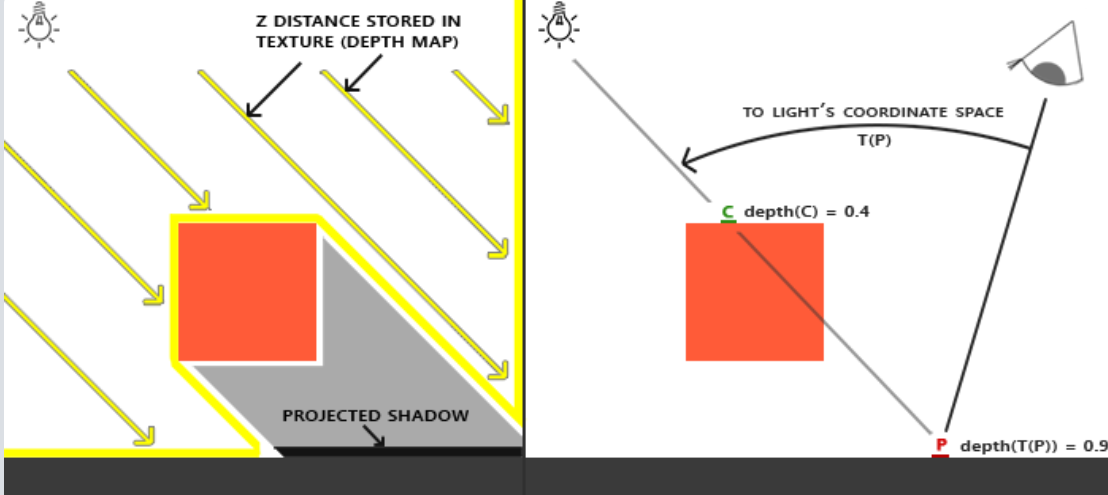 Z DISTANCE STORED IN
TEXTURE (DEPTH MAP)
PROJECTED SHADOW
TO LIGHT'S COORDINATE SPACE
T(P)
C depth(C) = 0.4
P depth(T(P)) = 0.9